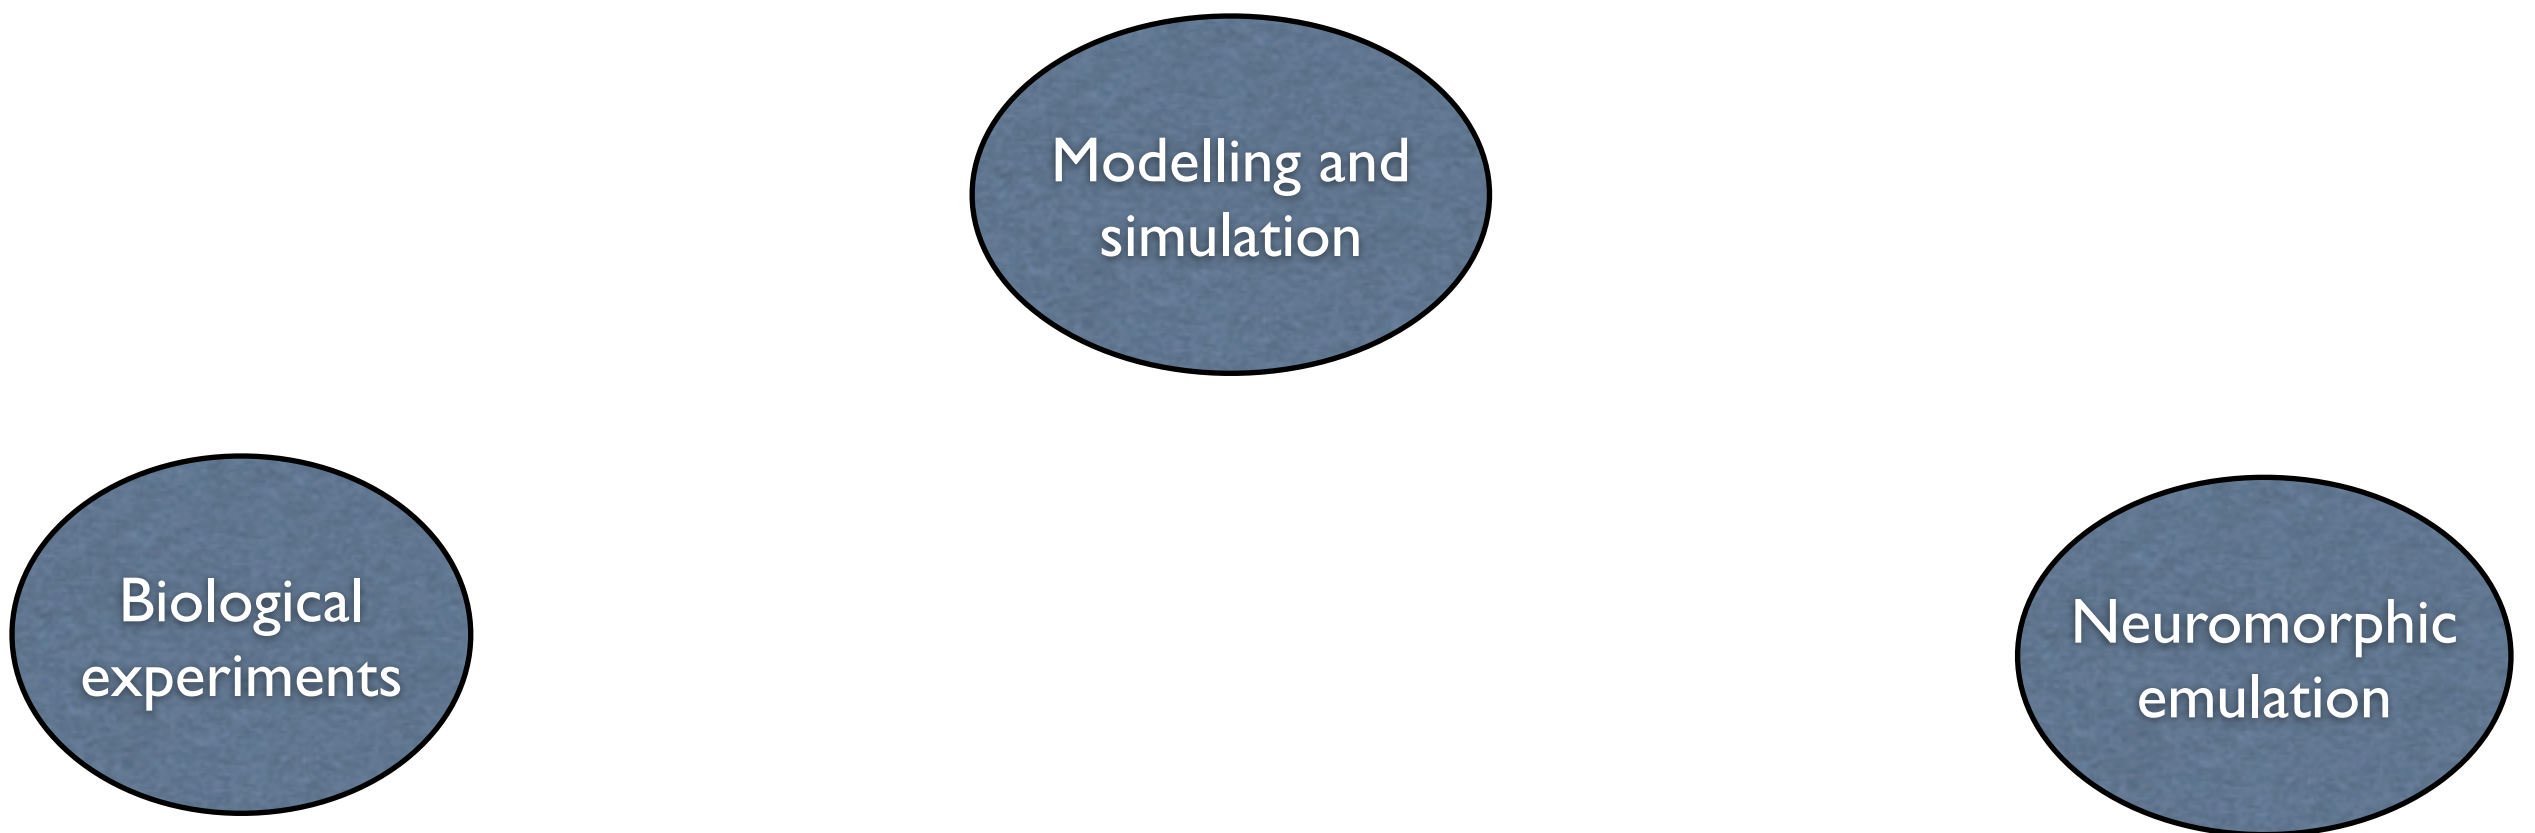 Modelling and
simulation
Biological
experiments
Neuromorphic
emulation